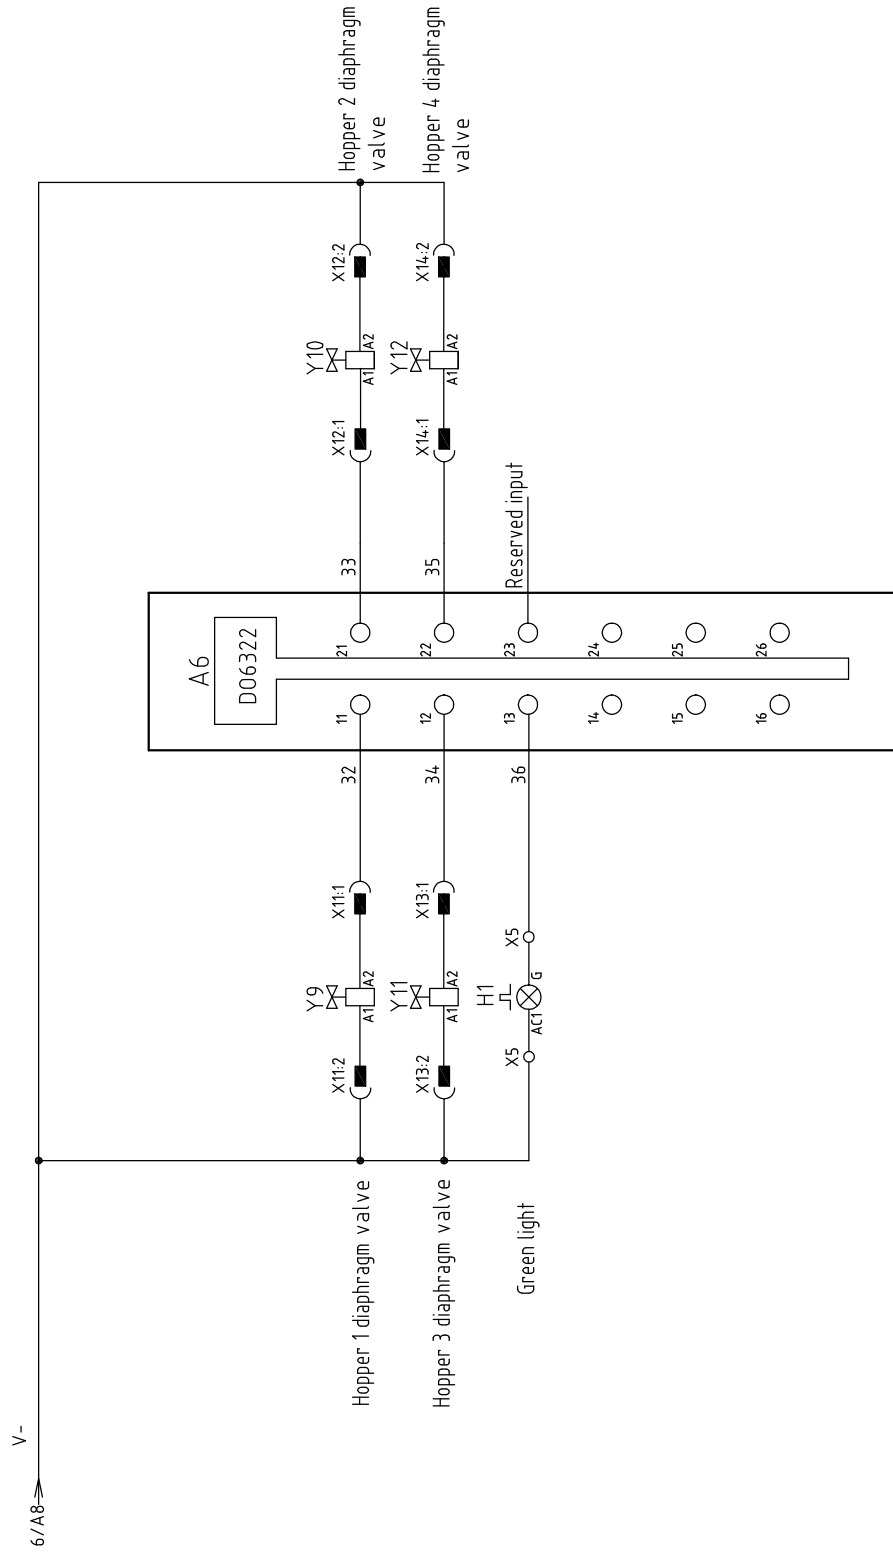 6/A8
V-
Hopper 2 diaphragm
valve
Hopper 4 diaphragm
valve
X12:2
X14:2
Y10
A1
A2
Y12
A1
A2
X12:1
X14:1
33
35
Reserved input
A6
DO6322
21
22
23
24
25
26
11
12
13
14
15
16
32
34
36
X11:1
X13:1
X5
Y9
A1
A2
Y11
A1
A2
H1
AC1
G
X11:2
X13:2
X5
Hopper 1 diaphragm valve
Hopper 3 diaphragm valve
Green light